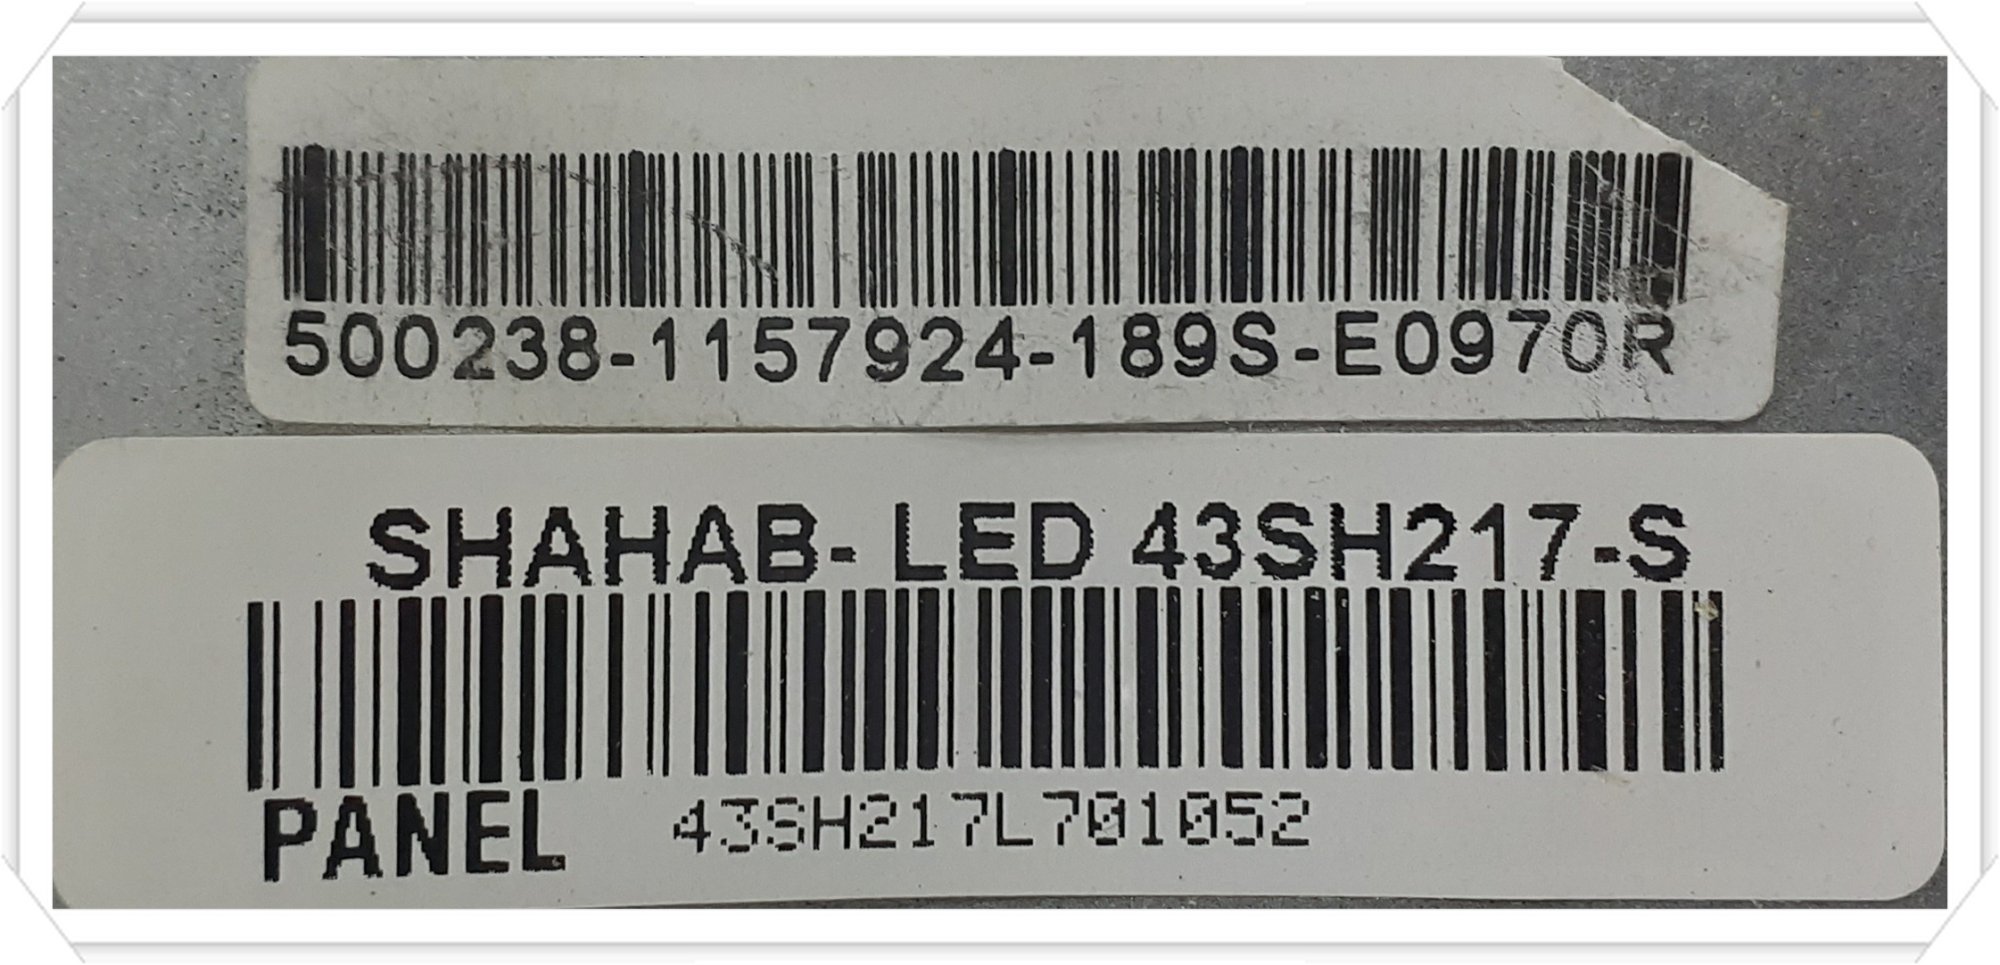 500238-1157924-189S-E0970R
SHAHAB- LED 43SH217-S
PANEL 43SH217L701052